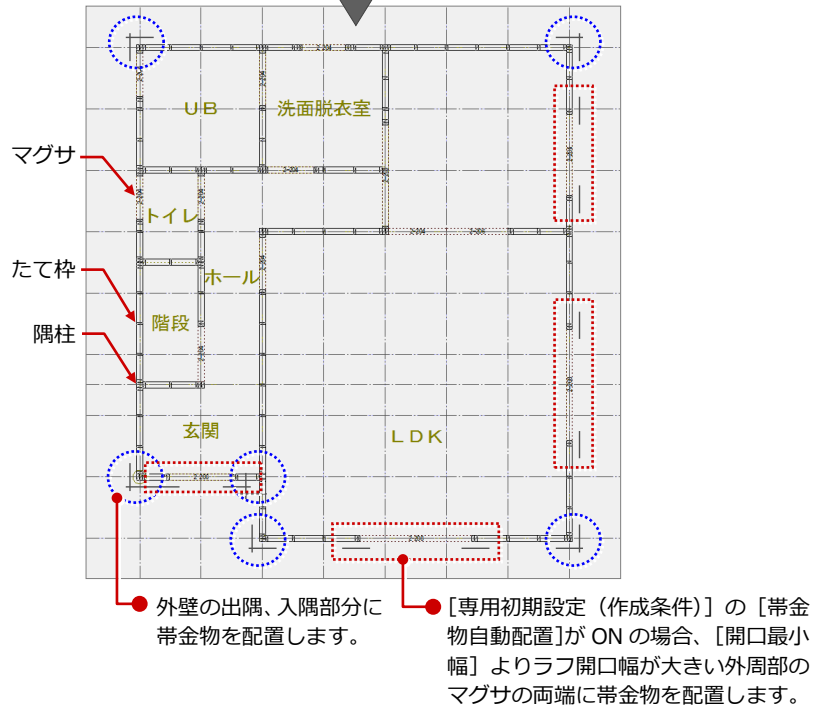 UB
洗面脱衣室
マグサ
トイレ
たて枠
ホール
階段
隅柱
玄関
LDK
外壁の出隅、入隅部分に
帯金物を配置します。
[専用初期設定（作成条件）]の[帯金
物自動配置]が ON の場合、[開口最小
幅]よりラフ開口幅が大きい外周部の
マグサの両端に帯金物を配置します。